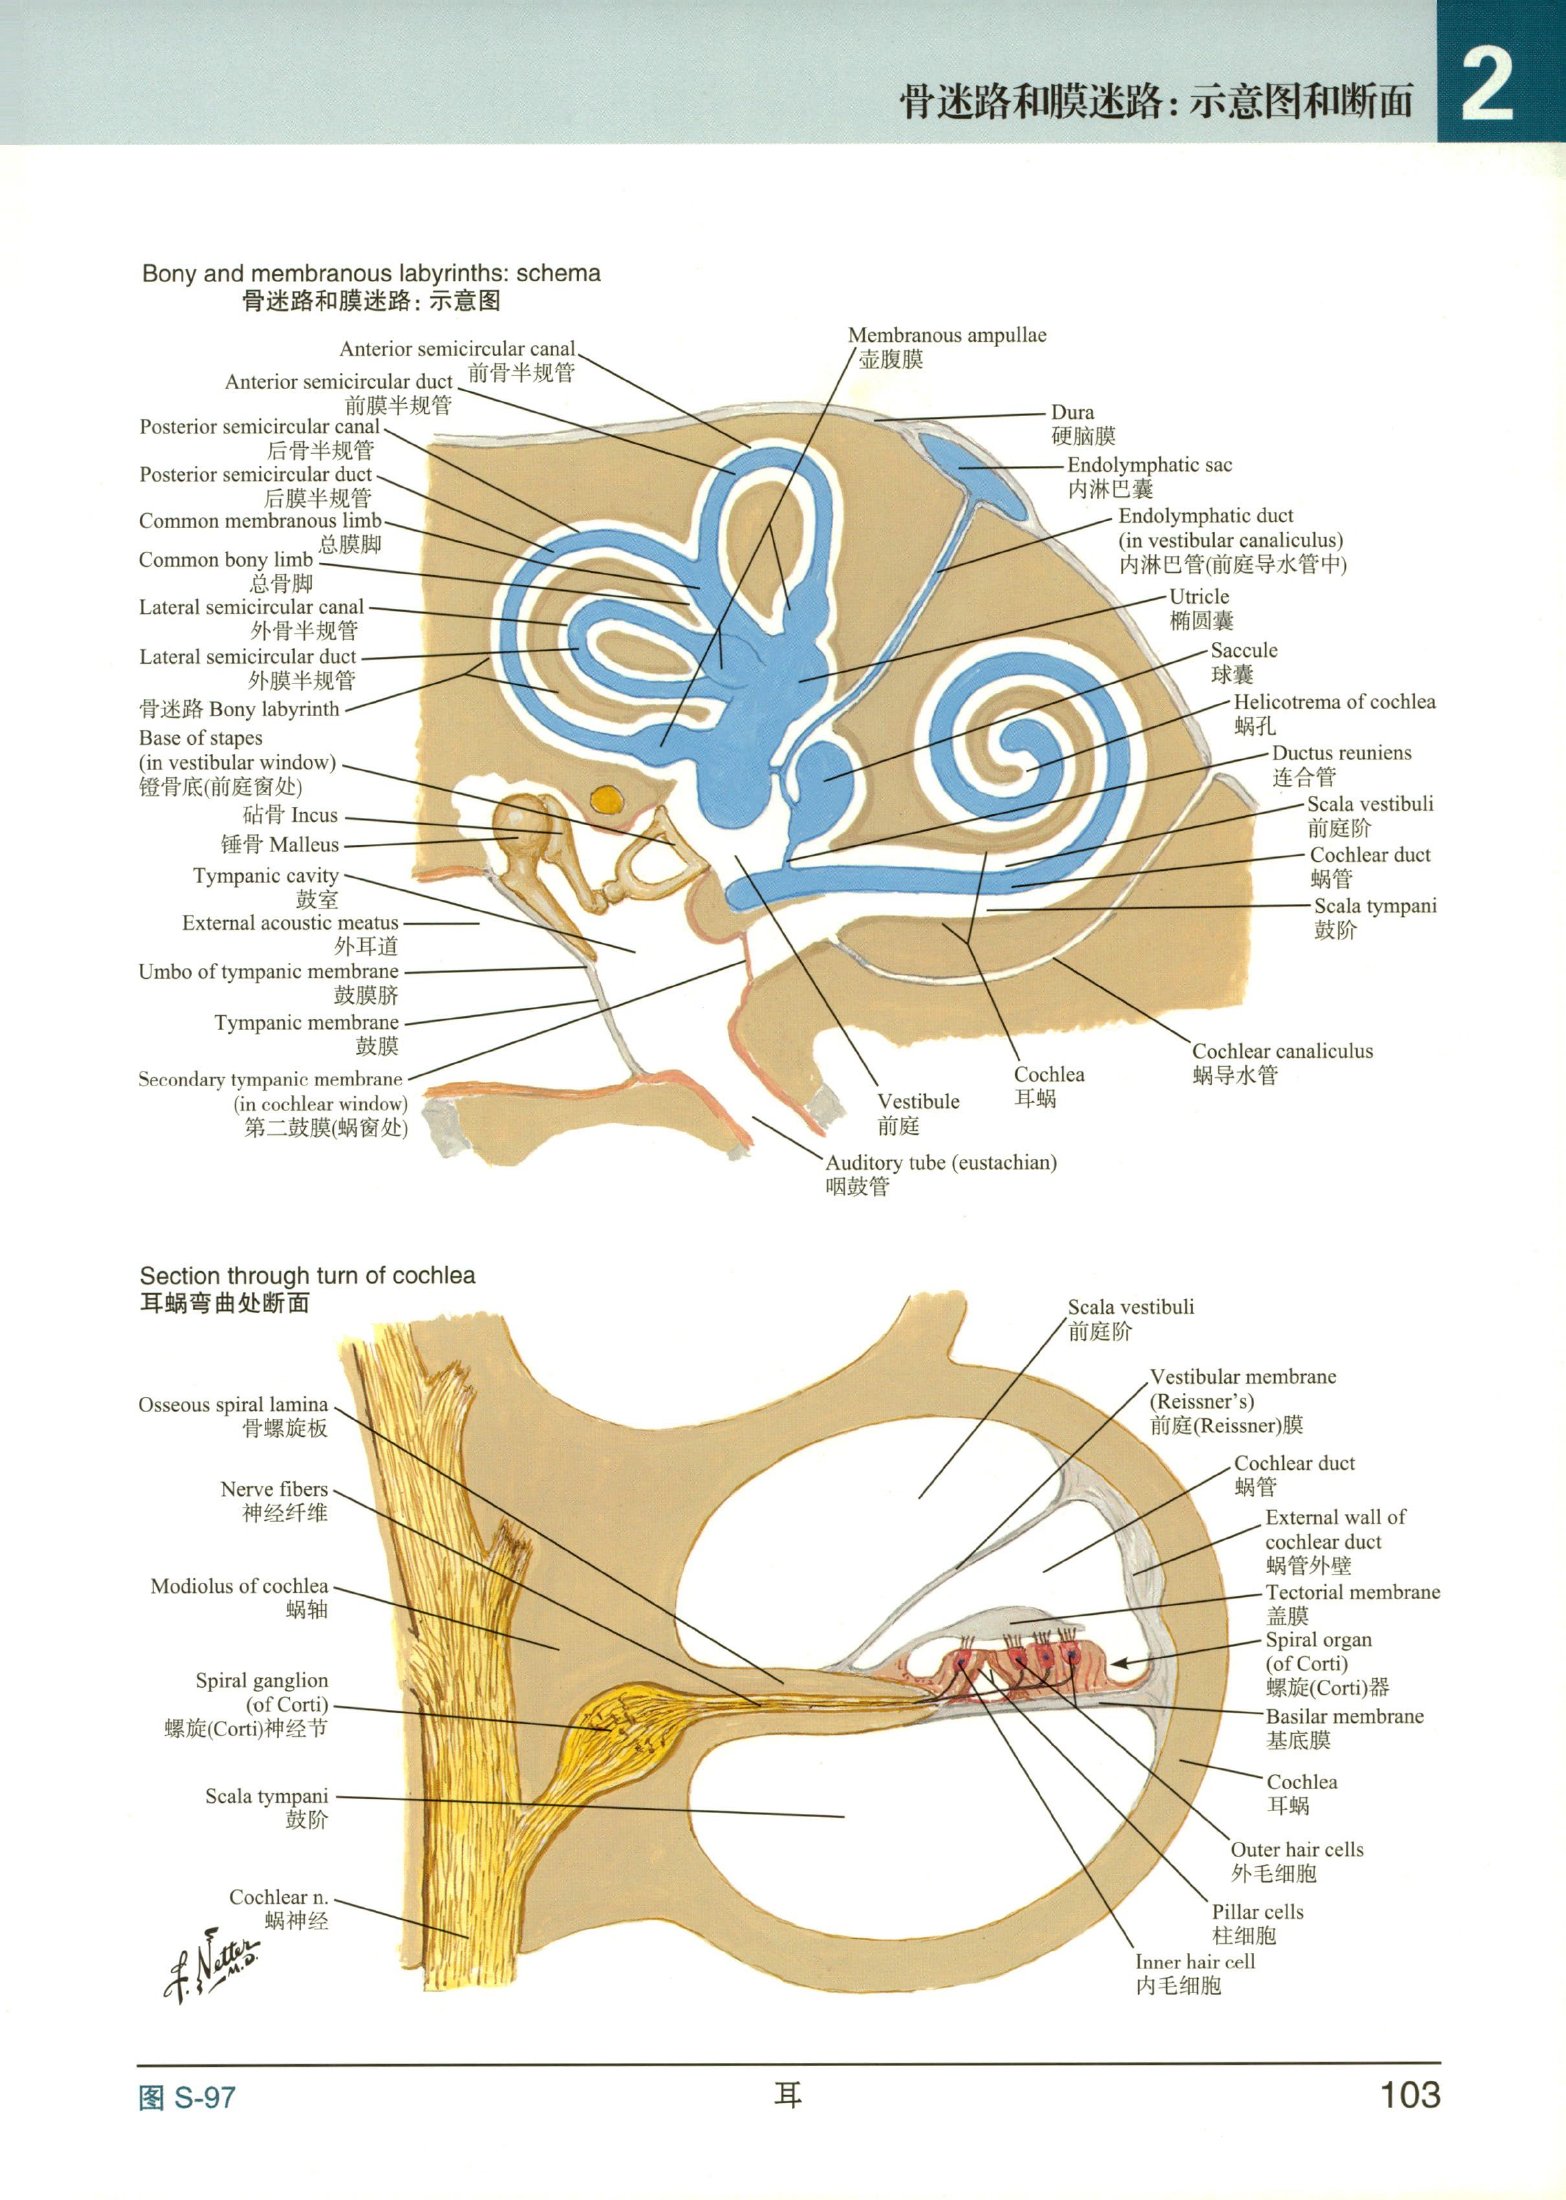 骨迷路和膜迷路：示意图和断面
2
Bony and membranous labyrinths: schema
骨迷路和膜迷路：示意图
Anterior semicircular canal
前骨半规管
Anterior semicircular duct
前膜半规管
Posterior semicircular canal
后骨半规管
Posterior semicircular duct
后膜半规管
Common membranous limb
总膜脚
Common bony limb
总骨脚
Lateral semicircular canal
外骨半规管
Lateral semicircular duct
外膜半规管
骨迷路 Bony labyrinth
Base of stapes
(in vestibular window)
镫骨底(前庭窗处)
砧骨 Incus
锤骨 Malleus
Tympanic cavity
鼓室
External acoustic meatus
外耳道
Umbo of tympanic membrane
鼓膜脐
Tympanic membrane
鼓膜
Secondary tympanic membrane
(in cochlear window)
第二鼓膜(蜗窗处)
Membranous ampullae
壶腹膜
Dura
硬脑膜
Endolymphatic sac
内淋巴囊
Endolymphatic duct
(in vestibular canaliculus)
内淋巴管(前庭导水管中)
Utricle
椭圆囊
Saccule
球囊
Helicotrema of cochlea
蜗孔
Ductus reuniens
连合管
Scala vestibuli
前庭阶
Cochlear duct
蜗管
Scala tympani
鼓阶
Cochlear canaliculus
蜗导水管
Cochlea
耳蜗
Vestibule
前庭
Auditory tube (eustachian)
咽鼓管
Section through turn of cochlea
耳蜗弯曲处断面
Osseous spiral lamina
骨螺旋板
Nerve fibers
神经纤维
Modiolus of cochlea
蜗轴
Spiral ganglion
(of Corti)
螺旋(Corti)神经节
Scala tympani
鼓阶
Cochlear n.
蜗神经
Scala vestibuli
前庭阶
Vestibular membrane
(Reissner's)
前庭(Reissner)膜
Cochlear duct
蜗管
External wall of
cochlear duct
蜗管外壁
Tectorial membrane
盖膜
Spiral organ
(of Corti)
螺旋(Corti)器
Basilar membrane
基底膜
Cochlea
耳蜗
Outer hair cells
外毛细胞
Pillar cells
柱细胞
Inner hair cell
内毛细胞
F. Netter
M.D.
图 S-97
耳
103